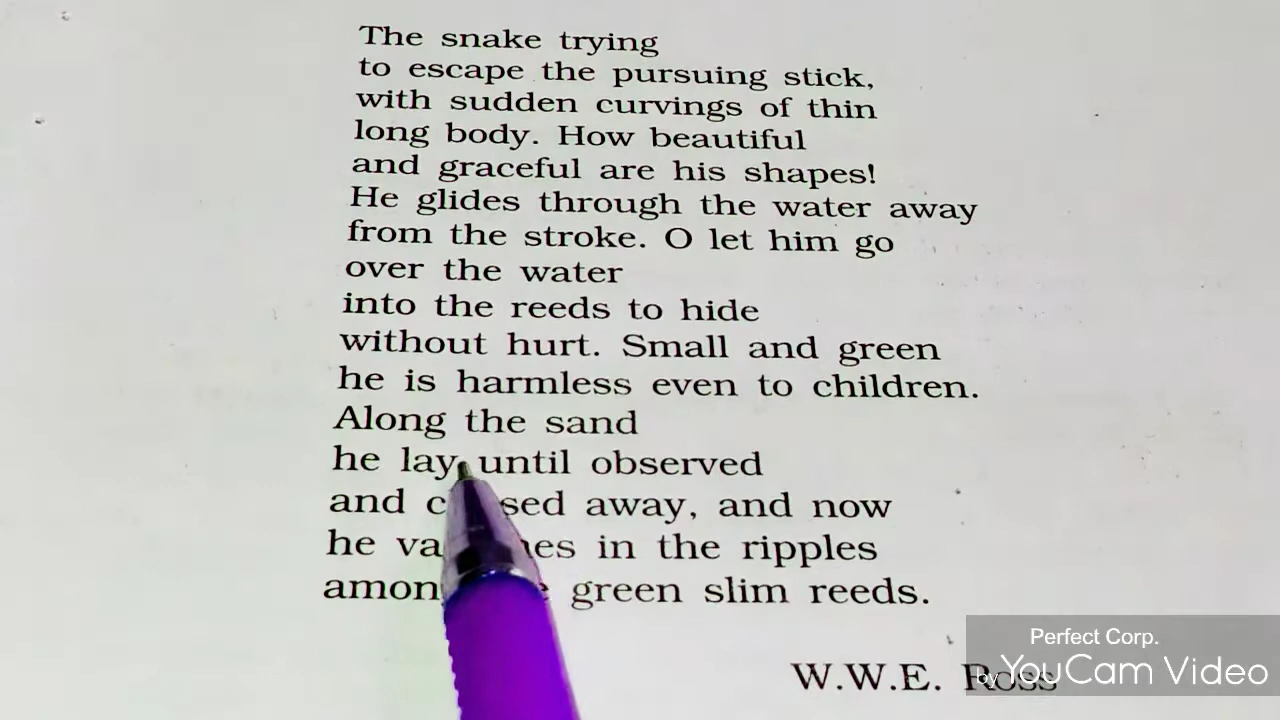 The snake trying
to escape the pursuing stick,
with sudden curvings of thin
long body. How beautiful
and graceful are his shapes!
He glides through the water away
from the stroke. O let him go
over the water
into the reeds to hide
without hurt. Small and green
he is harmless even to children.
Along the sand
he lay until observed
and away, and now
he in the ripples
green slim reeds.
W.W.E. Ross
Perfect Corp.
by YouCam Video